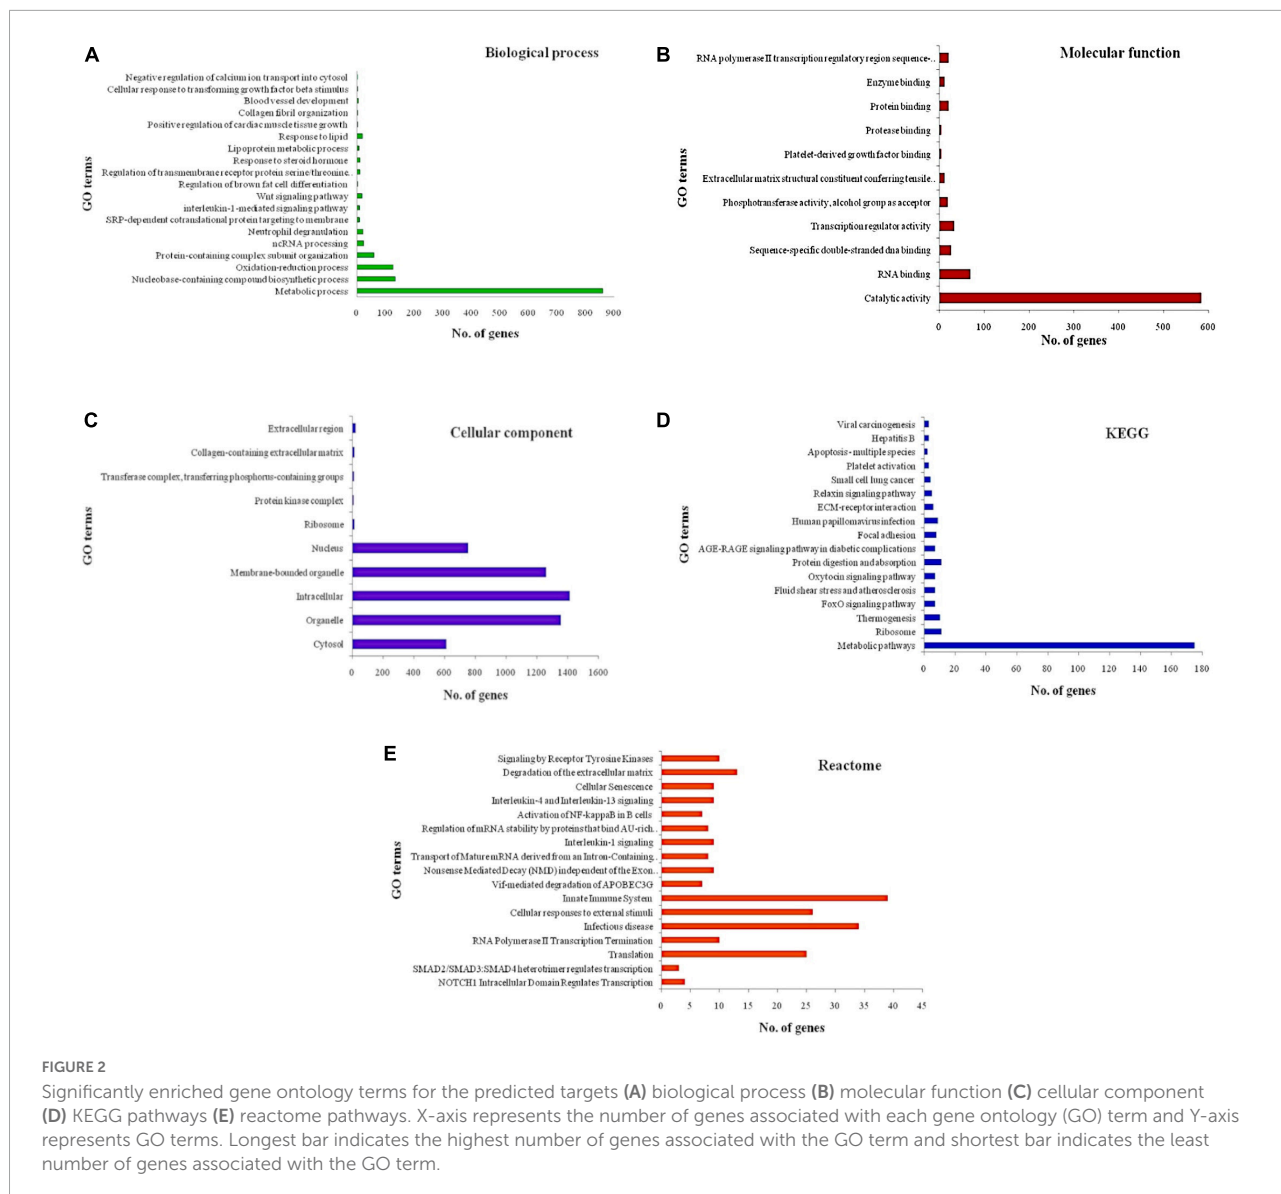 A
Biological process
GO terms
Negative regulation of calcium ion transport into cytosol
Cellular response to transforming growth factor beta stimulus
Blood vessel development
Collagen fibril organization
Positive regulation of cardiac muscle tissue growth
Response to lipid
Lipoprotein metabolic process
Response to steroid hormone
Regulation of transmembrane receptor protein serine/threonine..
Regulation of brown fat cell differentiation
Wnt signaling pathway
interleukin-1-mediated signaling pathway
SRP-dependent cotranslational protein targeting to membrane
Neutrophil degranulation
ncRNA processing
Protein-containing complex subunit organization
Oxidation-reduction process
Nucleobase-containing compound biosynthetic process
Metabolic process
0 100 200 300 400 500 600 700 800 900
No. of genes
B
Molecular function
GO terms
RNA polymerase II transcription regulatory region sequence-..
Enzyme binding
Protein binding
Protease binding
Platelet-derived growth factor binding
Extracellular matrix structural constituent conferring tensile..
Phosphotransferase activity, alcohol group as acceptor
Transcription regulator activity
Sequence-specific double-stranded dna binding
RNA binding
Catalytic activity
0 100 200 300 400 500 600
No. of genes
C
Cellular component
GO terms
Extracellular region
Collagen-containing extracellular matrix
Transferase complex, transferring phosphorus-containing groups
Protein kinase complex
Ribosome
Nucleus
Membrane-bounded organelle
Intracellular
Organelle
Cytosol
0 200 400 600 800 1000 1200 1400 1600
No. of genes
D
KEGG
GO terms
Viral carcinogenesis
Hepatitis B
Apoptosis - multiple species
Platelet activation
Small cell lung cancer
Relaxin signaling pathway
ECM-receptor interaction
Human papillomavirus infection
Focal adhesion
AGE-RAGE signaling pathway in diabetic complications
Protein digestion and absorption
Oxytocin signaling pathway
Fluid shear stress and atherosclerosis
FoxO signaling pathway
Thermogenesis
Ribosome
Metabolic pathways
0 20 40 60 80 100 120 140 160 180
No. of genes
E
Reactome
GO terms
Signaling by Receptor Tyrosine Kinases
Degradation of the extracellular matrix
Cellular Senescence
Interleukin-4 and Interleukin-13 signaling
Activation of NF-kappaB in B cells
Regulation of mRNA stability by proteins that bind AU-rich..
Interleukin-1 signaling
Transport of Mature mRNA derived from an Intron-Containing..
Nonsense Mediated Decay (NMD) independent of the Exon..
Vif-mediated degradation of APOBEC3G
Innate Immune System
Cellular responses to external stimuli
Infectious disease
RNA Polymerase II Transcription Termination
Translation
SMAD2/SMAD3:SMAD4 heterotrimer regulates transcription
NOTCH1 Intracellular Domain Regulates Transcription
0 5 10 15 20 25 30 35 40 45
No. of genes
FIGURE 2
Significantly enriched gene ontology terms for the predicted targets (A) biological process (B) molecular function (C) cellular component
(D) KEGG pathways (E) reactome pathways. X-axis represents the number of genes associated with each gene ontology (GO) term and Y-axis
represents GO terms. Longest bar indicates the highest number of genes associated with the GO term and shortest bar indicates the least
number of genes associated with the GO term.